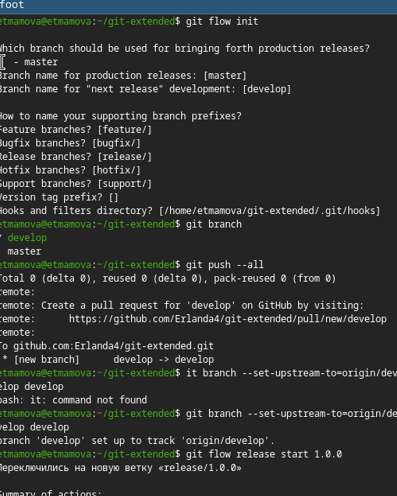 foot
etmamova@etmamova:~/git-extended$ git flow init
Which branch should be used for bringing forth production releases?
- master
Branch name for production releases: [master]
Branch name for "next release" development: [develop]
How to name your supporting branch prefixes?
Feature branches? [feature/]
Bugfix branches? [bugfix/]
Release branches? [release/]
Hotfix branches? [hotfix/]
Support branches? [support/]
Version tag prefix? []
Hooks and filters directory? [/home/etmamova/git-extended/.git/hooks]
etmamova@etmamova:~/git-extended$ git branch
* develop
master
etmamova@etmamova:~/git-extended$ git push --all
Total 0 (delta 0), reused 0 (delta 0), pack-reused 0 (from 0)
remote:
remote: Create a pull request for 'develop' on GitHub by visiting:
remote:      https://github.com/Erlanda4/git-extended/pull/new/develop
remote:
To github.com:Erlanda4/git-extended.git
* [new branch]      develop -> develop
etmamova@etmamova:~/git-extended$ it branch --set-upstream-to=origin/dev
elop develop
bash: it: command not found
etmamova@etmamova:~/git-extended$ git branch --set-upstream-to=origin/de
velop develop
branch 'develop' set up to track 'origin/develop'.
etmamova@etmamova:~/git-extended$ git flow release start 1.0.0
Переключились на новую ветку «release/1.0.0»
Summary of actions: